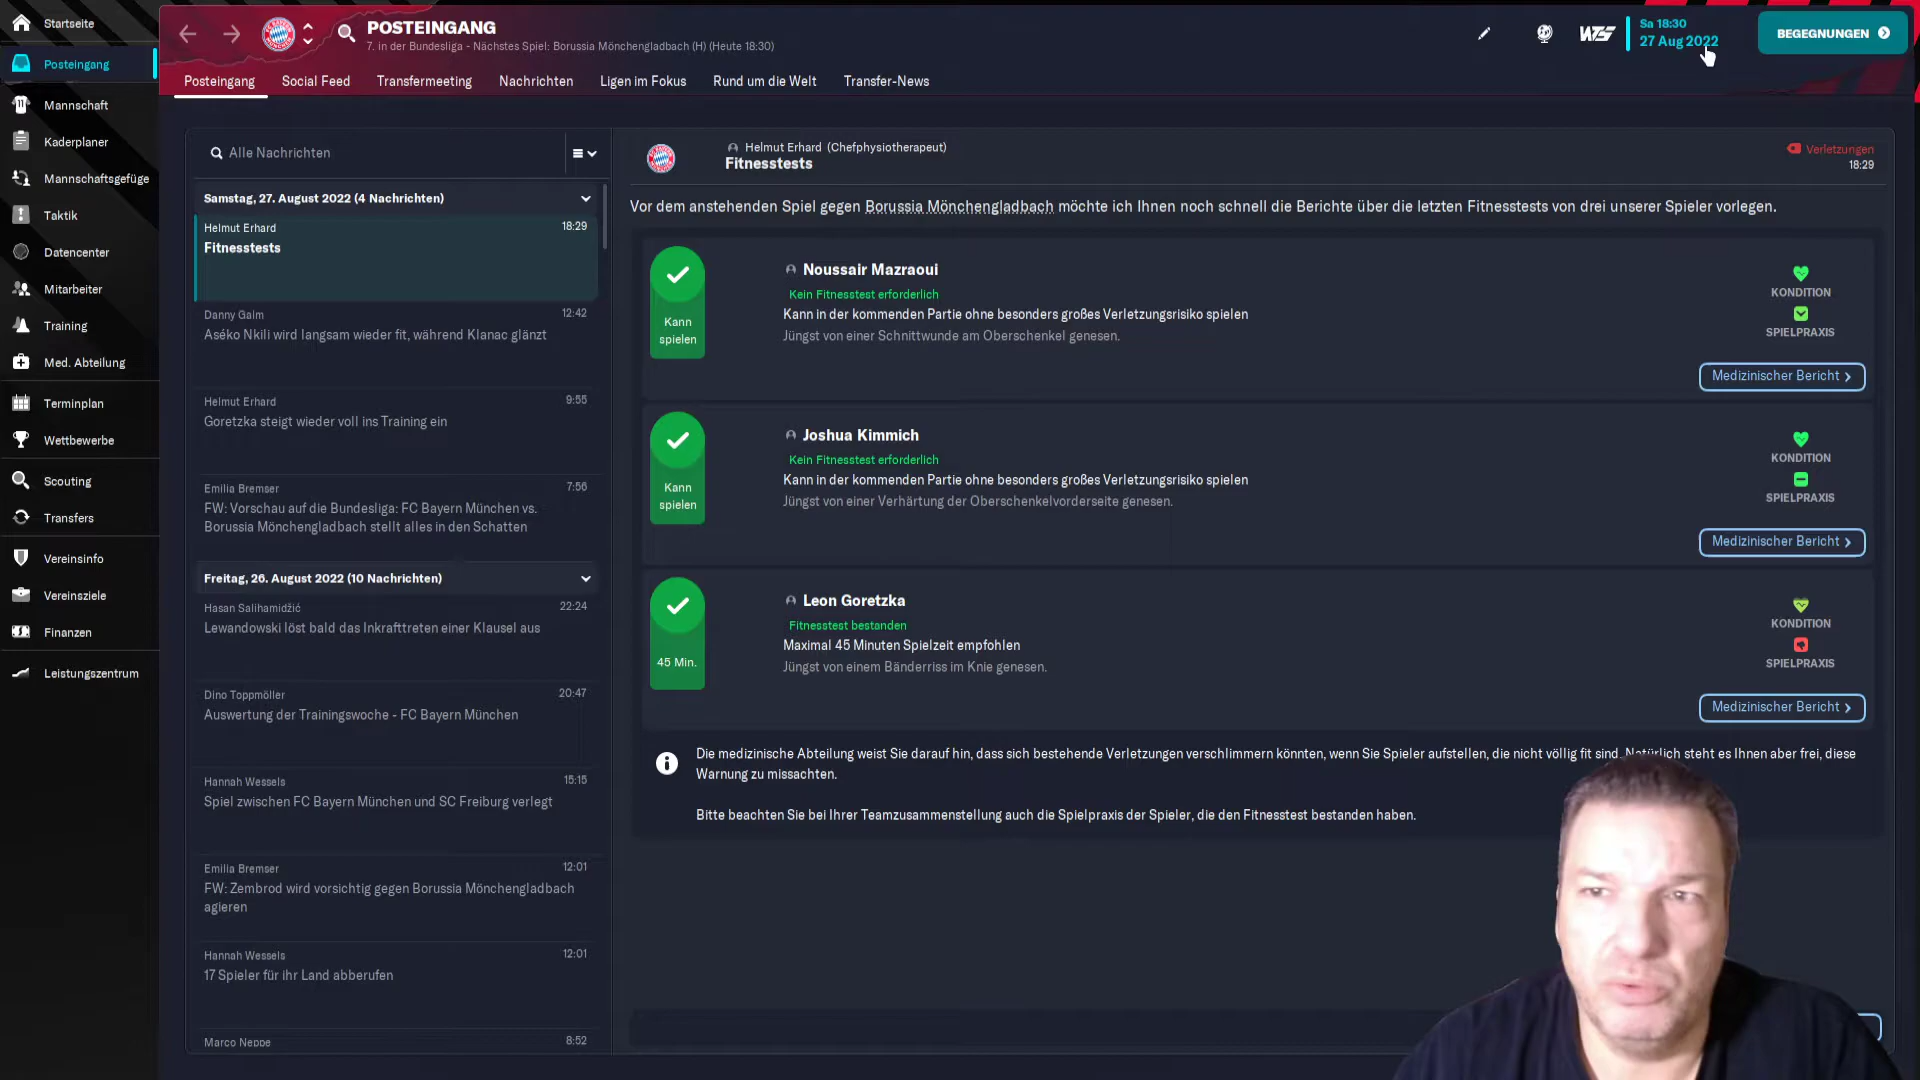 Startseite
Posteingang
Mannschaft
Kaderplaner
Mannschaftsgefüge
Taktik
Datencenter
Mitarbeiter
Training
Med. Abteilung
Terminplan
Wettbewerbe
Scouting
Transfers
Vereinsinfo
Vereinsziele
Finanzen
Leistungszentrum
POSTEINGANG
7. in der Bundesliga - Nächstes Spiel: Borussia Mönchengladbach (H) (Heute 18:30)
Sa 18:30
27 Aug 2022
BEGEGNUNGEN
Posteingang Social Feed Transfermeeting Nachrichten Ligen im Fokus Rund um die Welt Transfer-News
Alle Nachrichten
Samstag, 27. August 2022 (4 Nachrichten)
Helmut Erhard 18:29
Fitnesstests
Danny Galm 12:42
Aséko Nkili wird langsam wieder fit, während Klanac glänzt
Helmut Erhard 9:55
Goretzka steigt wieder voll ins Training ein
Emilia Bremser 7:56
FW: Vorschau auf die Bundesliga: FC Bayern München vs.
Borussia Mönchengladbach stellt alles in den Schatten
Freitag, 26. August 2022 (10 Nachrichten)
Hasan Salihamidžić 22:24
Lewandowski löst bald das Inkrafttreten einer Klausel aus
Dino Toppmöller 20:47
Auswertung der Trainingswoche - FC Bayern München
Hannah Wessels 15:15
Spiel zwischen FC Bayern München und SC Freiburg verlegt
Emilia Bremser 12:01
FW: Zembrod wird vorsichtig gegen Borussia Mönchengladbach
agieren
Hannah Wessels 12:01
17 Spieler für ihr Land abberufen
Marco Neppe 8:52
Helmut Erhard (Chefphysiotherapeut)
Fitnesstests
Verletzungen
18:29
Vor dem anstehenden Spiel gegen Borussia Mönchengladbach möchte ich Ihnen noch schnell die Berichte über die letzten Fitnesstests von drei unserer Spieler vorlegen.
Kann
spielen
Noussair Mazraoui
Kein Fitnesstest erforderlich
Kann in der kommenden Partie ohne besonders großes Verletzungsrisiko spielen
Jüngst von einer Schnittwunde am Oberschenkel genesen.
KONDITION
SPIELPRAXIS
Medizinischer Bericht
Kann
spielen
Joshua Kimmich
Kein Fitnesstest erforderlich
Kann in der kommenden Partie ohne besonders großes Verletzungsrisiko spielen
Jüngst von einer Verhärtung der Oberschenkelvorderseite genesen.
KONDITION
SPIELPRAXIS
Medizinischer Bericht
45 Min.
Leon Goretzka
Fitnesstest bestanden
Maximal 45 Minuten Spielzeit empfohlen
Jüngst von einem Bänderriss im Knie genesen.
KONDITION
SPIELPRAXIS
Medizinischer Bericht
Die medizinische Abteilung weist Sie darauf hin, dass sich bestehende Verletzungen verschlimmern könnten, wenn Sie Spieler aufstellen, die nicht völlig fit sind. Natürlich steht es Ihnen aber frei, diese
Warnung zu missachten.
Bitte beachten Sie bei Ihrer Teamzusammenstellung auch die Spielpraxis der Spieler, die den Fitnesstest bestanden haben.